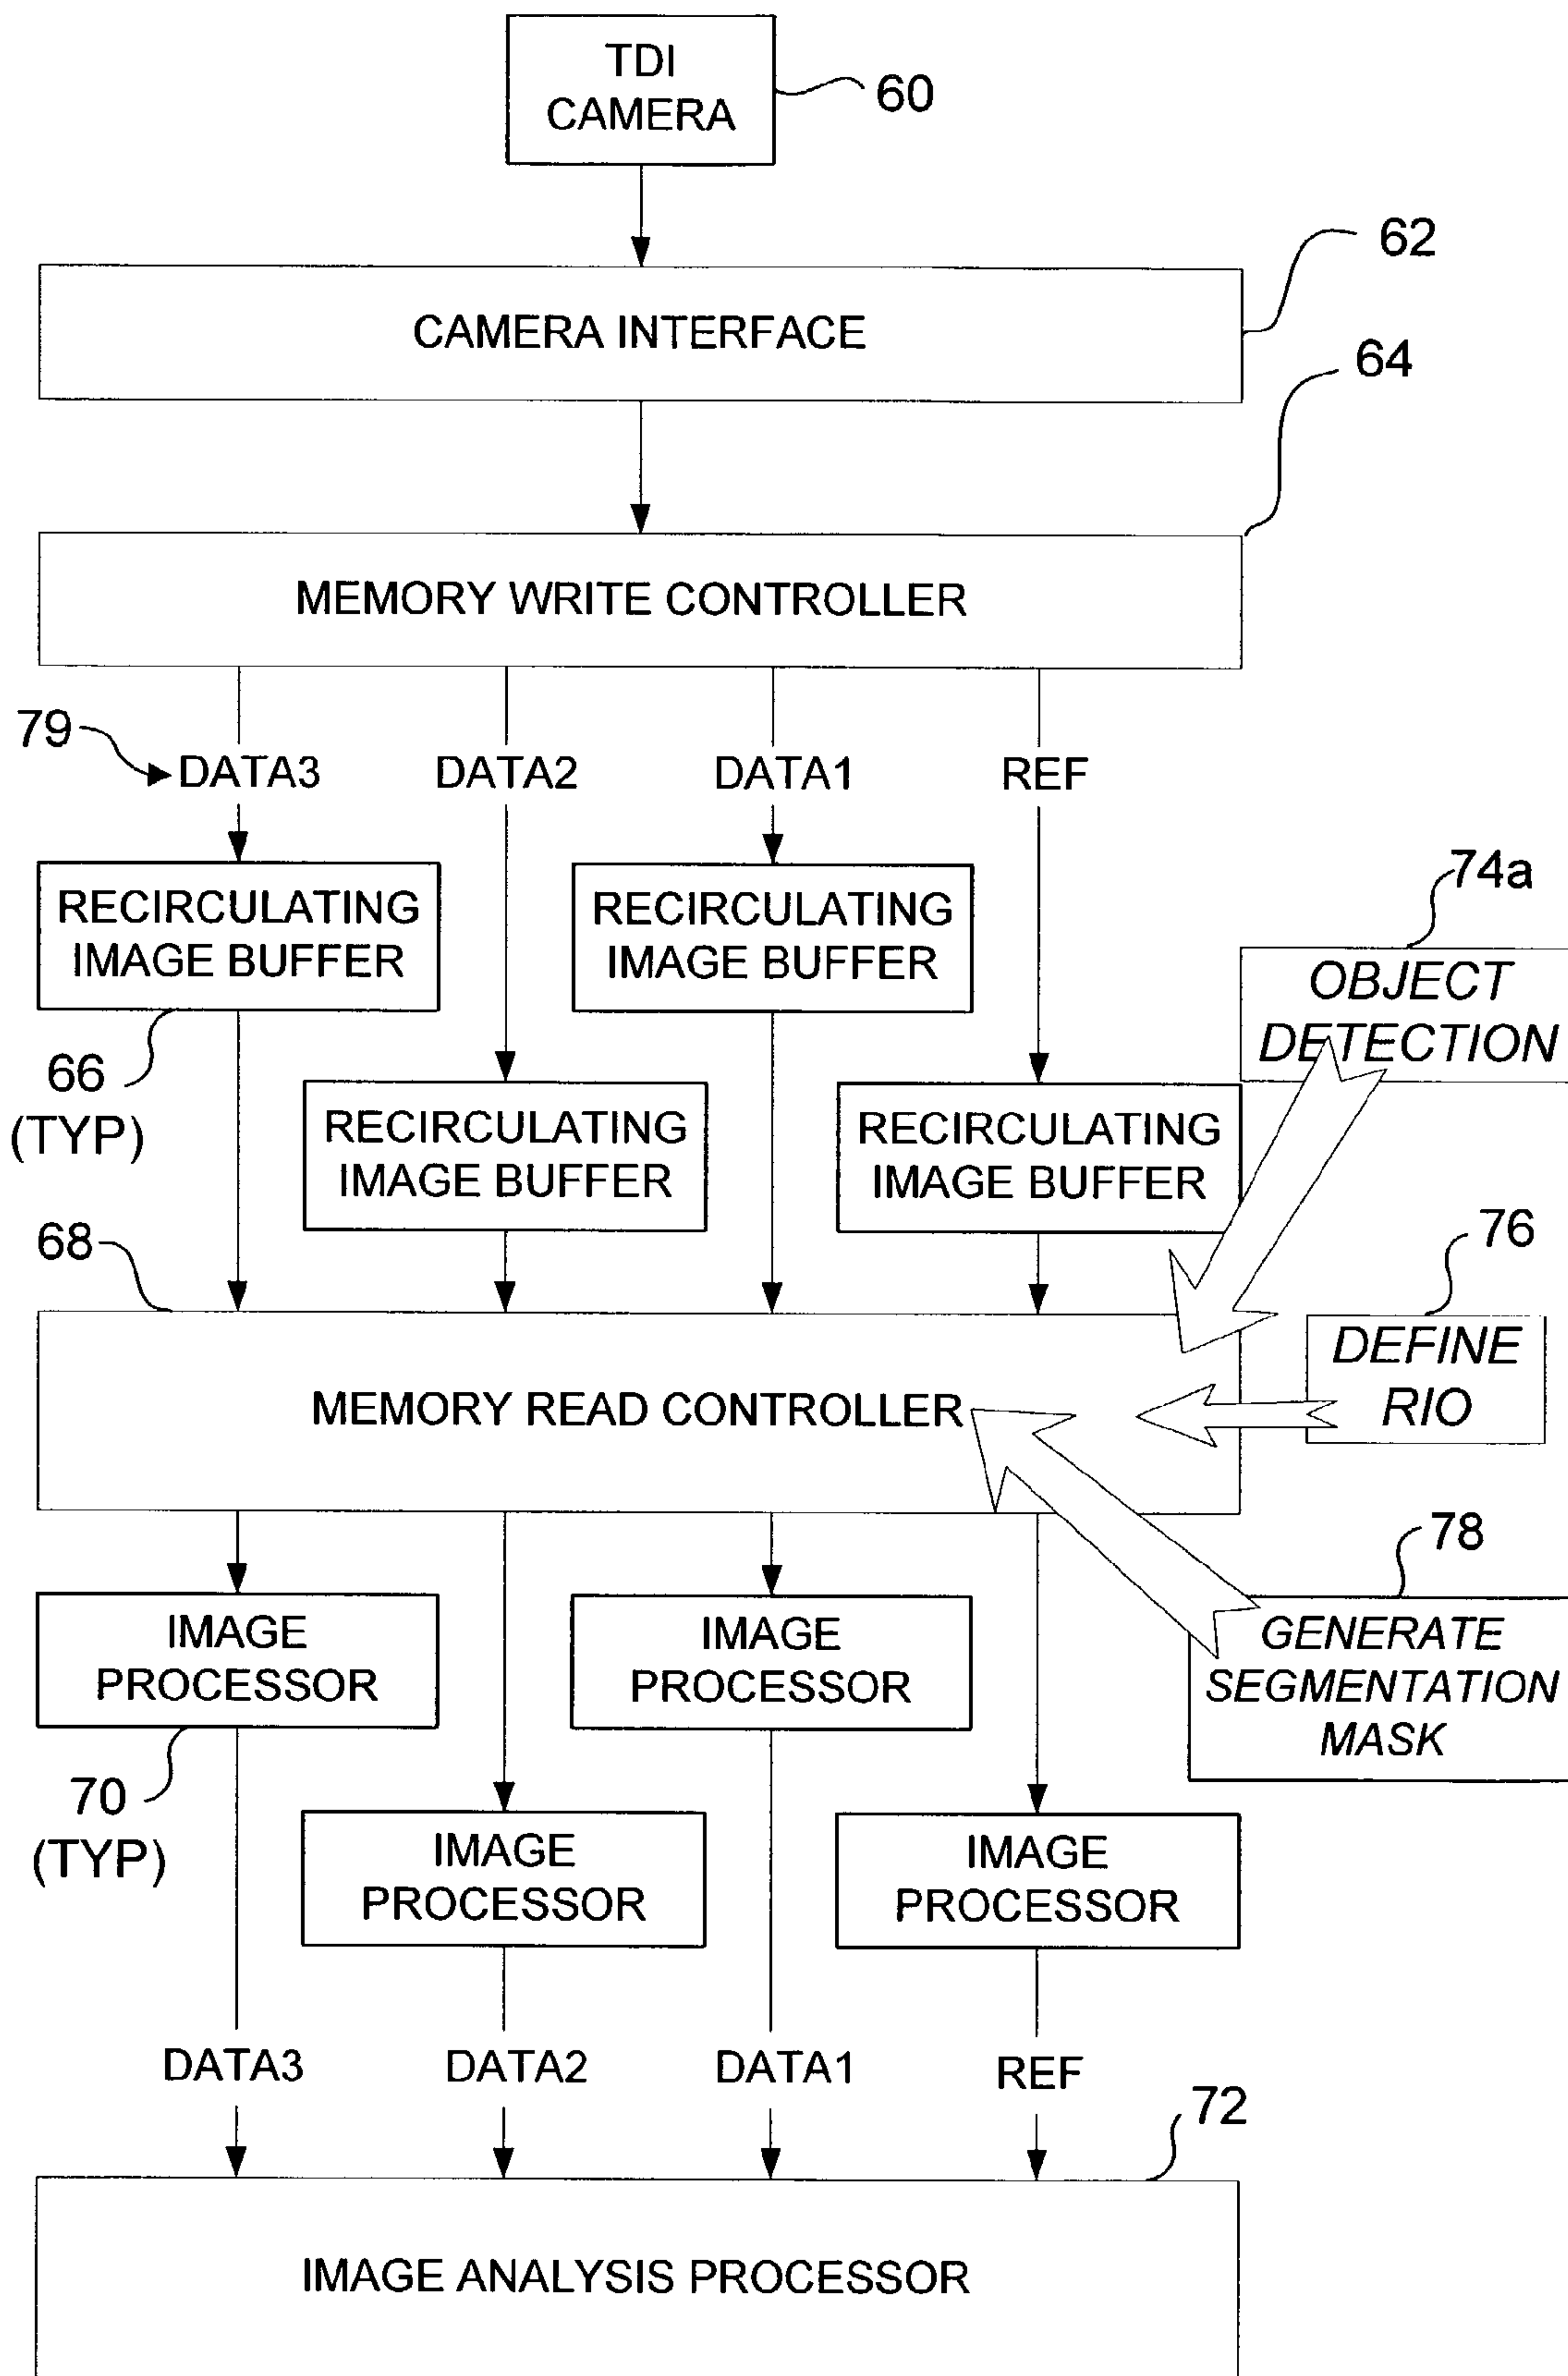 TDI
CAMERA
60
CAMERA INTERFACE
62
MEMORY WRITE CONTROLLER
64
79
DATA3
DATA2
DATA1
REF
RECIRCULATING
IMAGE BUFFER
RECIRCULATING
IMAGE BUFFER
66
(TYP)
RECIRCULATING
IMAGE BUFFER
RECIRCULATING
IMAGE BUFFER
74a
OBJECT
DETECTION
68
MEMORY READ CONTROLLER
76
DEFINE
RIO
78
GENERATE
SEGMENTATION
MASK
IMAGE
PROCESSOR
IMAGE
PROCESSOR
70
(TYP)
IMAGE
PROCESSOR
IMAGE
PROCESSOR
DATA3
DATA2
DATA1
REF
72
IMAGE ANALYSIS PROCESSOR